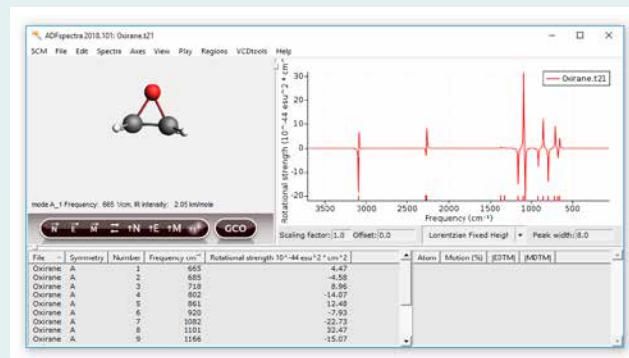 ADFspectra 2018.101: Oxirane.t21
SCM File Edit Spectra Axes View Play Regions VCDtools Help
mode A_1 Frequency: 665 1/cm, IR intensity: 2.05 km/mole
N E M ↑N ↑E ↑M GCO
Rotational strength (10^-44 esu^2 * cm^
30
20
10
0
-10
-20
Oxirane.t21
3500 3000 2500 2000 1500 1000 500
Frequency (cm⁻¹)
Scaling factor: 1.0 Offset: 0.0 Lorentzian Fixed Heigh Peak width: 8.0
File Symmetry Number Frequency cm⁻ Rotational strength 10^-44 esu^2 * cm^2
Oxirane A 1 665 4.47
Oxirane A 2 685 -4.58
Oxirane A 3 718 8.96
Oxirane A 4 802 -14.07
Oxirane A 5 861 12.48
Oxirane A 6 920 -7.93
Oxirane A 7 1082 -22.73
Oxirane A 8 1101 32.47
Oxirane A 9 1166 -15.07
Atom Motion (%) |EDTM| |MDTM|